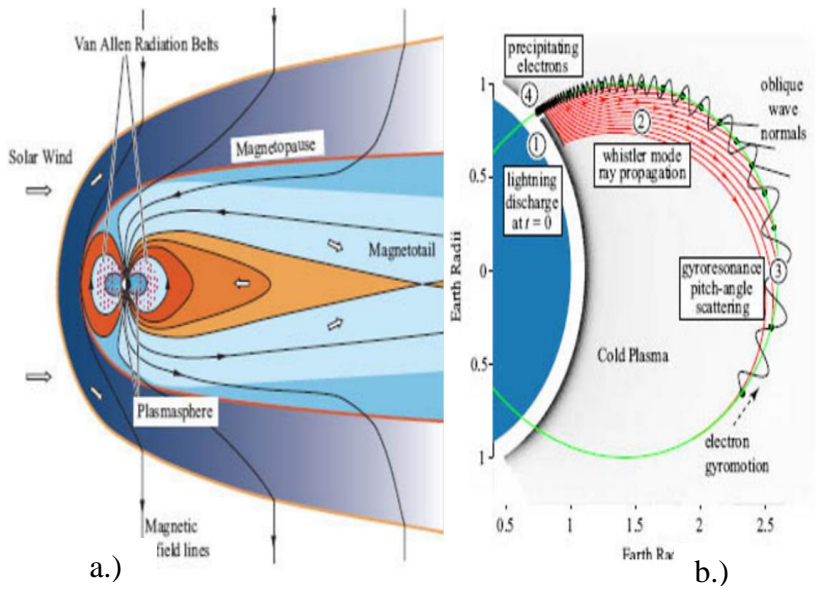 Van Allen Radiation Belts
Solar Wind
Magnetopause
Magnetotail
Plasmasphere
Magnetic
field lines
a.)
precipitating
electrons
4
1
2
oblique
wave
normals
whistler mode
ray propagation
lightning
discharge
at t = 0
3
gyroresonance
pitch-angle
scattering
Cold Plasma
electron
gyromotion
Earth Radii
1
0.5
0
0.5
1
0.5
1
1.5
2
2.5
Earth
b.)